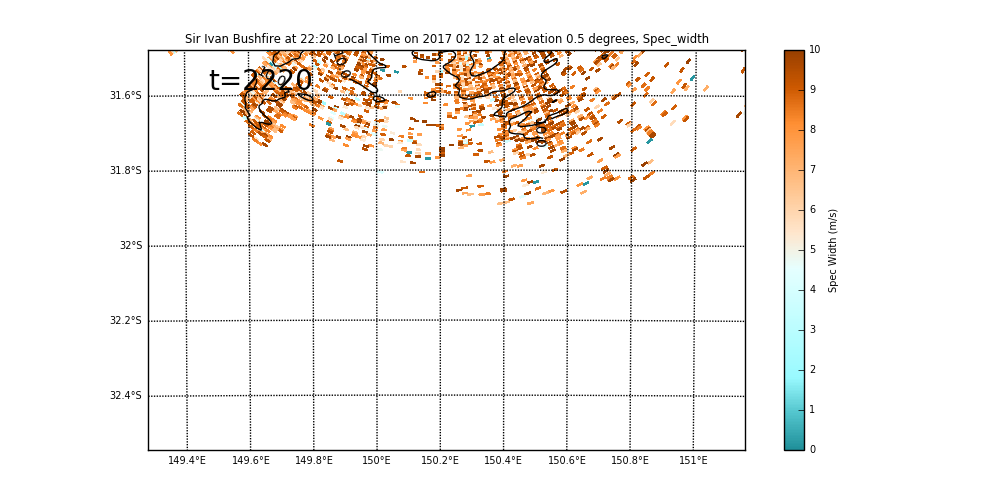 Sir Ivan Bushfire at 22:20 Local Time on 2017 02 12 at elevation 0.5 degrees, Spec_width
t=2220
31.6°S
31.8°S
32°S
32.2°S
32.4°S
149.4°E 149.6°E 149.8°E 150°E 150.2°E 150.4°E 150.6°E 150.8°E 151°E
10
9
8
7
6
5
4
3
2
1
0
Spec Width (m/s)